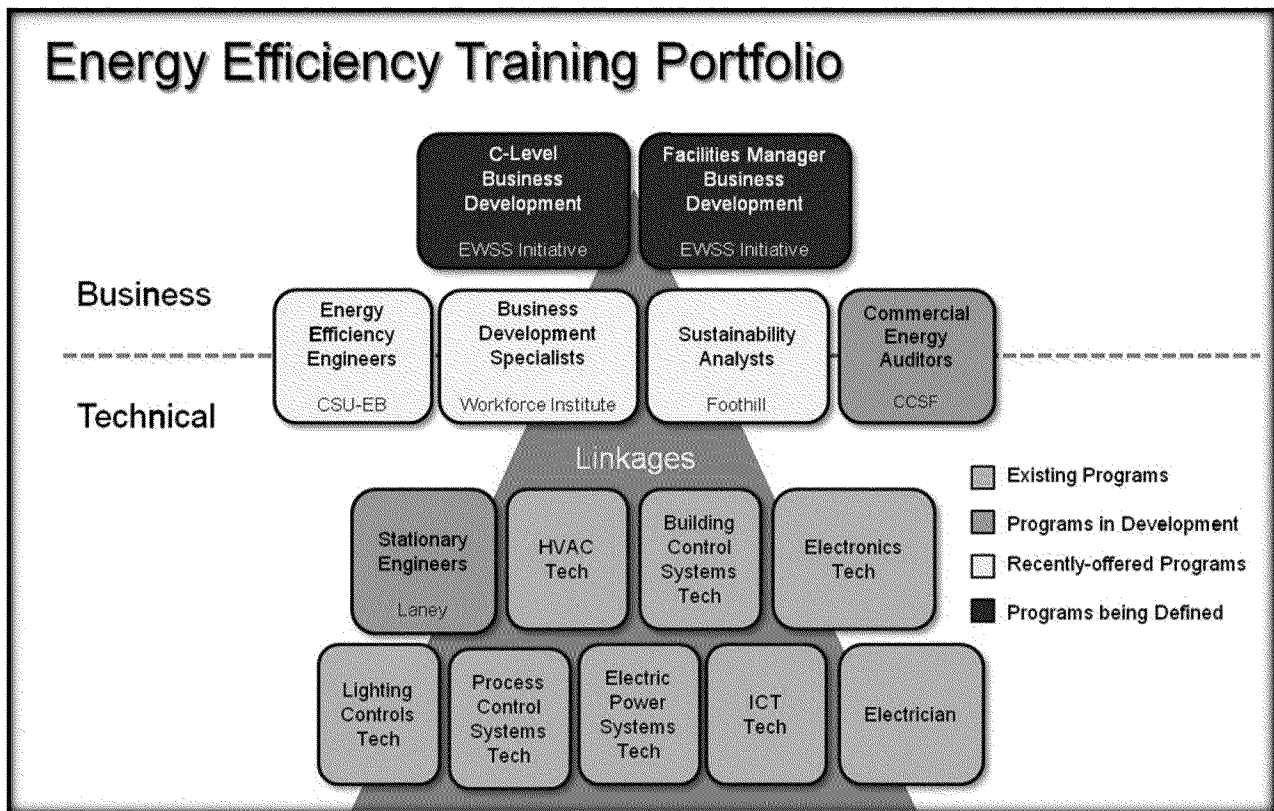 Energy Efficiency Training Portfolio
C-Level
Business
Development
EWSS Initiative
Facilities Manager
Business
Development
EWSS Initiative
Business
Technical
Energy
Efficiency
Engineers
CSU-EB
Business
Development
Specialists
Workforce Institute
Sustainability
Analysts
Foothill
Commercial
Energy
Auditors
CCSF
Linkages
Stationary
Engineers
Laney
HVAC
Tech
Building
Control
Systems
Tech
Electronics
Tech
Existing Programs
Programs in Development
Recently-offered Programs
Programs being Defined
Lighting
Controls
Tech
Process
Control
Systems
Tech
Electric
Power
Systems
Tech
ICT
Tech
Electrician